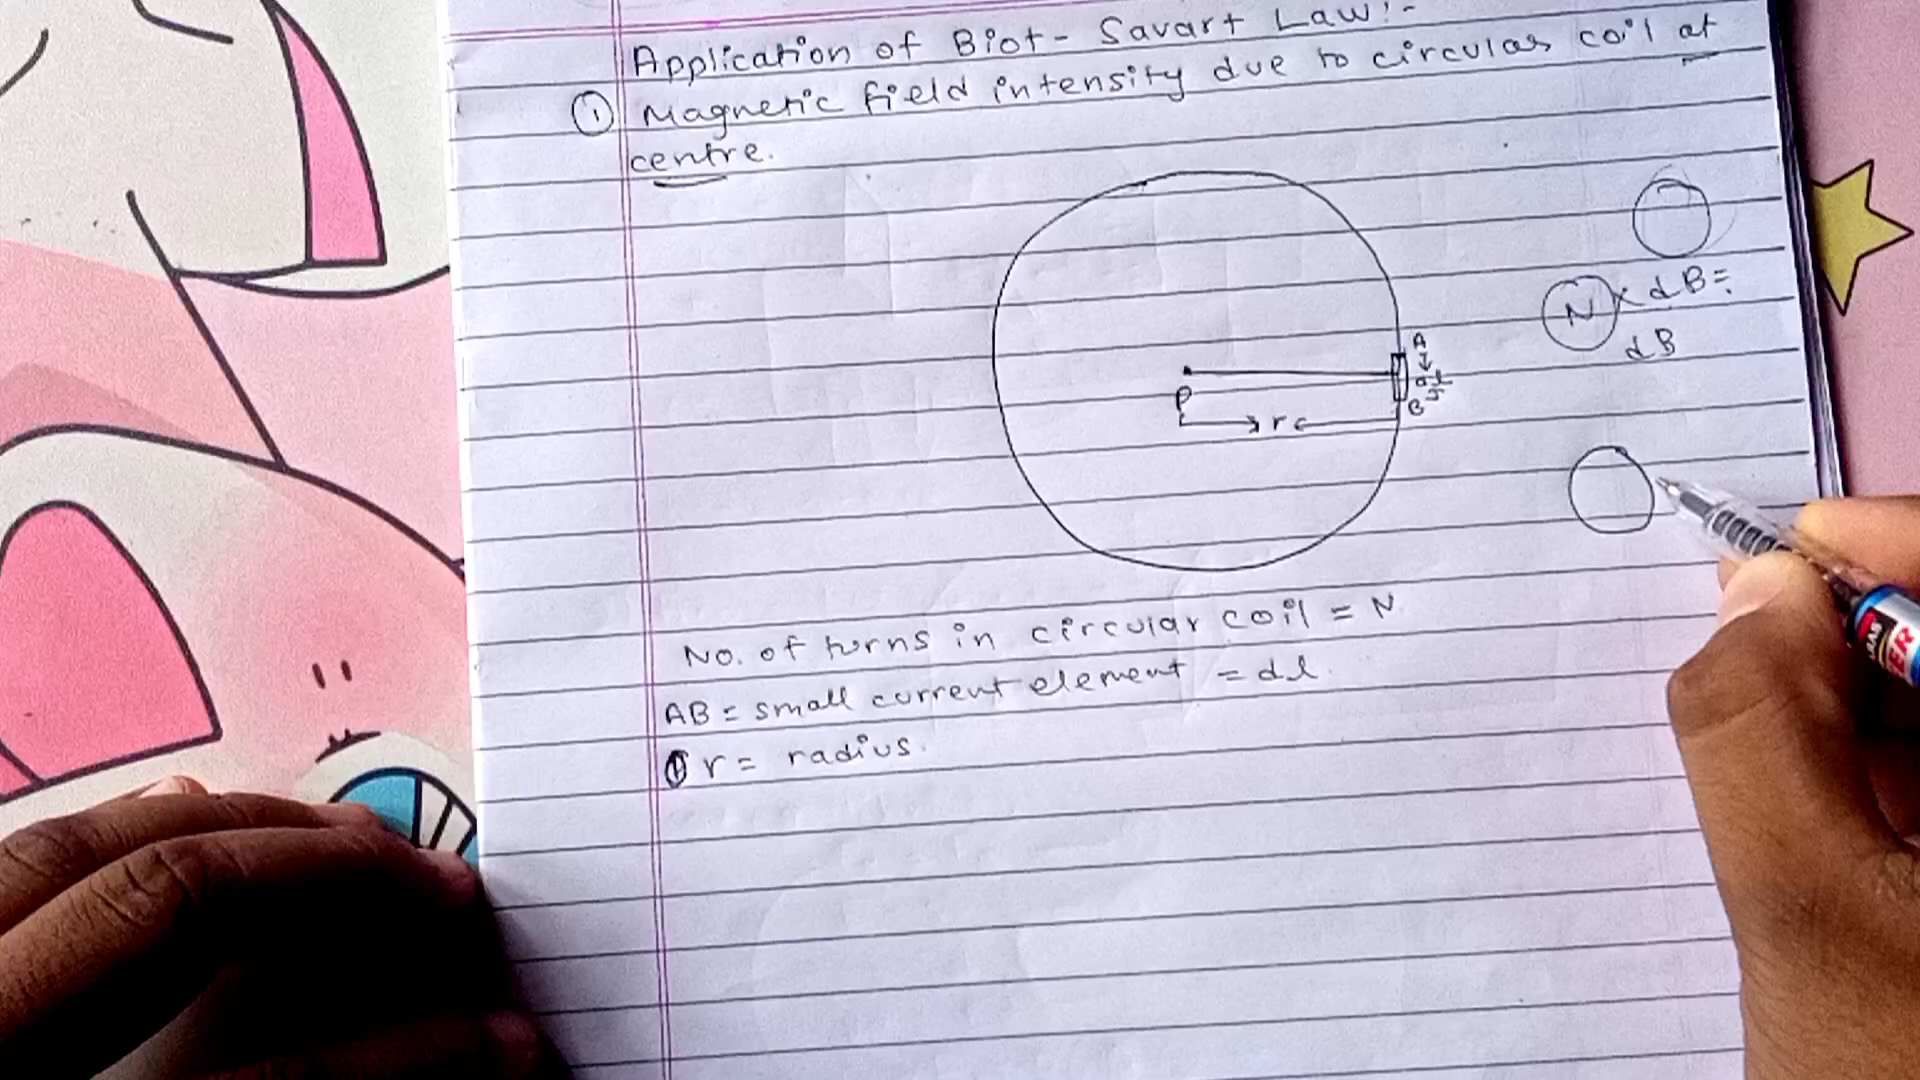 Application of Biot - Savart Law :-
① Magnetic field intensity due to circular coil at
centre.
N x dB =
dB
A
dl
B
P
r
No. of turns in circular coil = N.
AB = small current element = dl.
r = radius.